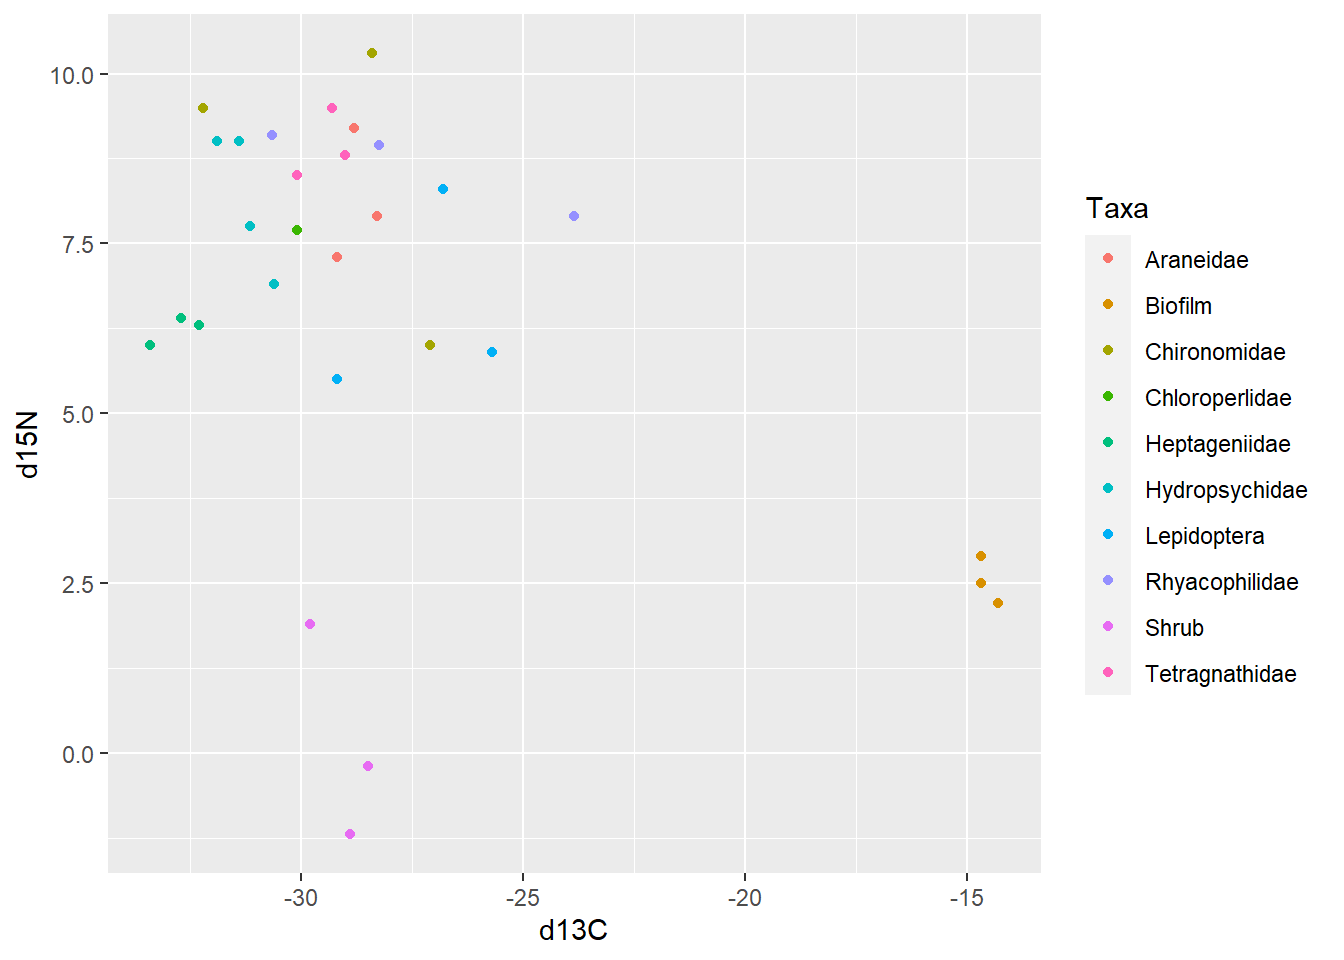 10.0
7.5
5.0
2.5
0.0
d15N
-30
-25
-20
-15
d13C
Taxa
Araneidae
Biofilm
Chironomidae
Chloroperlidae
Heptageniidae
Hydropsychidae
Lepidoptera
Rhyacophilidae
Shrub
Tetragnathidae